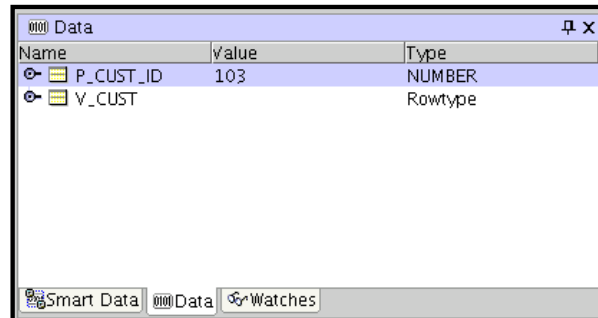 Data
Name Value Type
P_CUST_ID 103 NUMBER
V_CUST Rowtype
Smart Data Data Watches